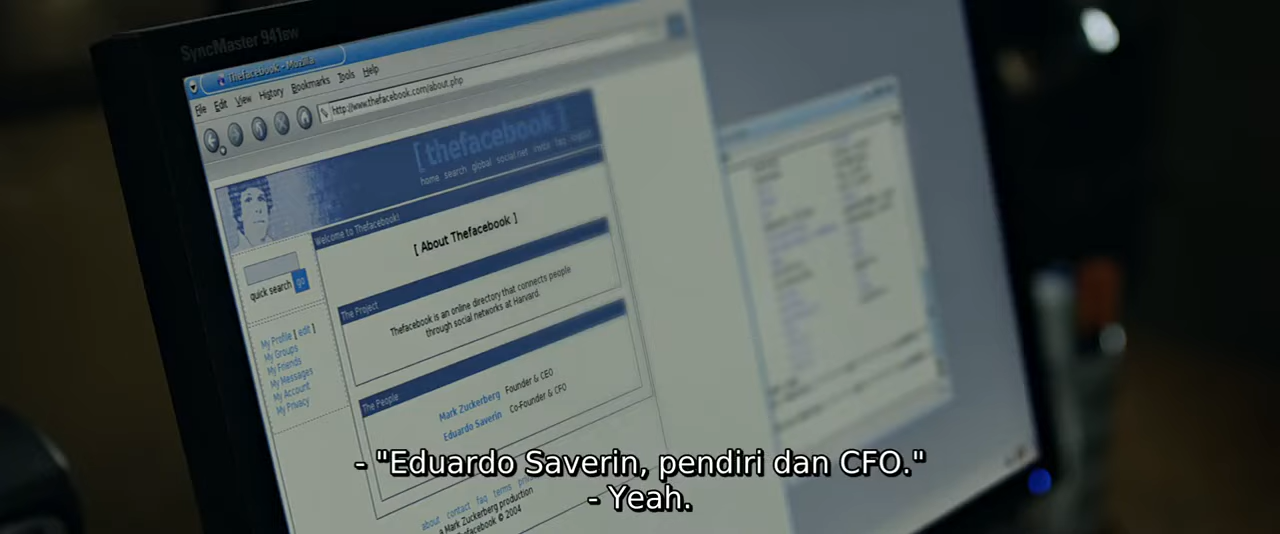 SyncMaster 941BW
Thefacebook - Mozilla
File Edit View History Bookmarks Tools Help
http://www.thefacebook.com/about.php
[ thefacebook ]
home search global social net invite faq logout
Welcome to Thefacebook!
[ About Thefacebook ]
quick search go
The Project
Thefacebook is an online directory that connects people
through social networks at Harvard.
My Profile [ edit ]
My Groups
My Friends
My Messages
My Account
My Privacy
The People
Mark Zuckerberg Founder & CEO
Eduardo Saverin Co-Founder & CFO
about contact faq terms
a Mark Zuckerberg production
Thefacebook © 2004
- "Eduardo Saverin, pendiri dan CFO."
- Yeah.